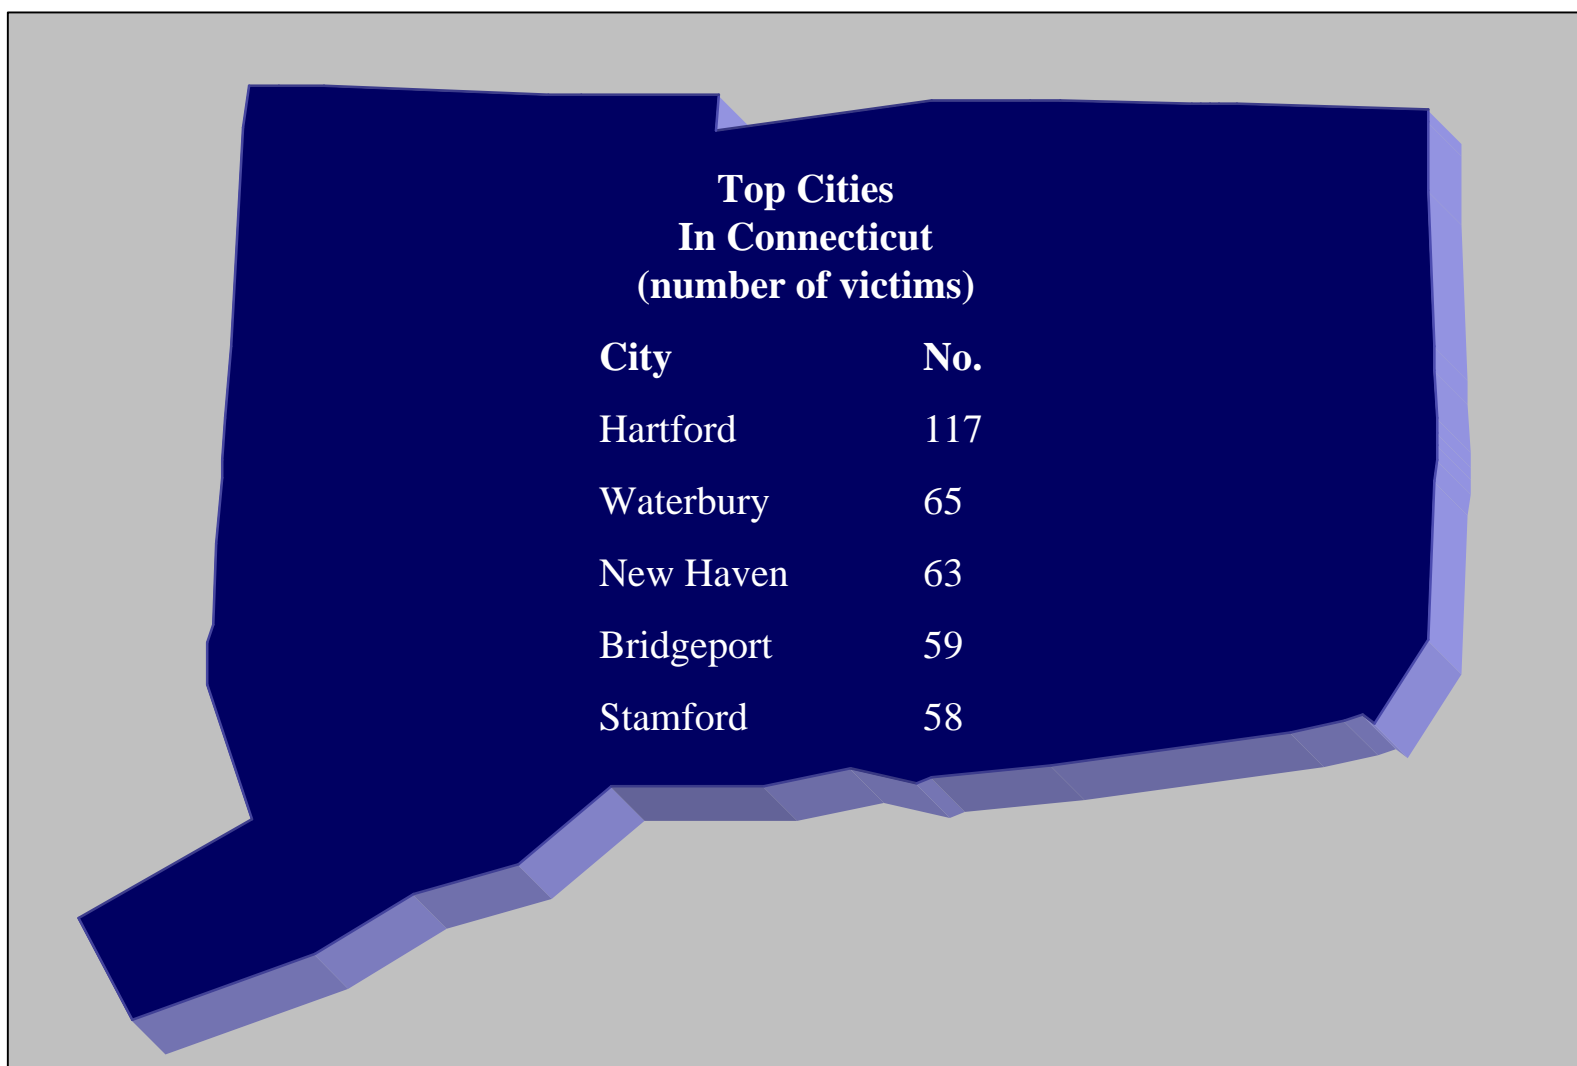 Top Cities
In Connecticut
(number of victims)
City No.
Hartford 117
Waterbury 65
New Haven 63
Bridgeport 59
Stamford 58